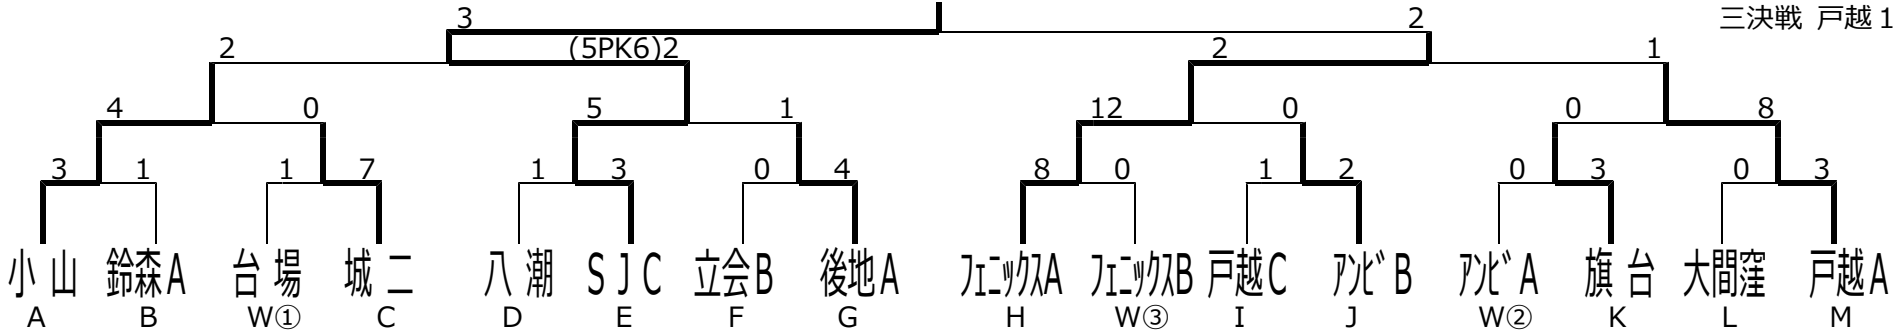 3 2 三決戦 戸越1
2 (5PK6)2 2 1
4 0 5 1 12 0 0 8
3 1 1 7 1 3 0 4 8 0 1 2 0 3 0 3
小山 鈴森A 台場 城二 八潮 SJC 立会B 後地A ﾌｪﾆｯｸｽA ﾌｪﾆｯｸｽB 戸越C ｱﾝﾋﾞB ｱﾝﾋﾞA 旗台 大間窪 戸越A
A B W① C D E F G H W③ I J W② K L M